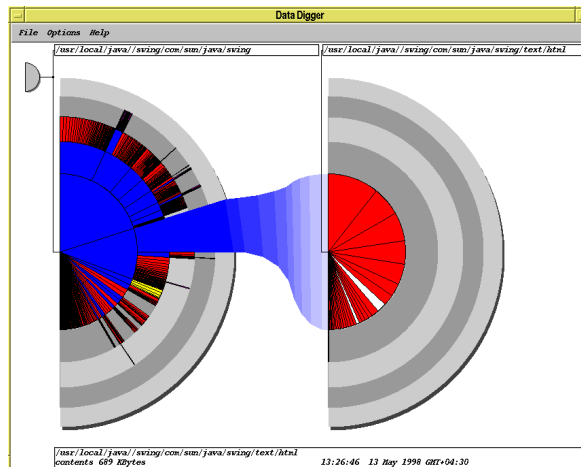 Data Digger
File Options Help
/usr/local/java//swing/com/sun/java/swing
/usr/local/java//swing/com/sun/java/swing/text/html
/usr/local/java//swing/com/sun/java/swing/text/html
contents 689 KBytes 13:26:46 13 May 1998 GMT+04:30